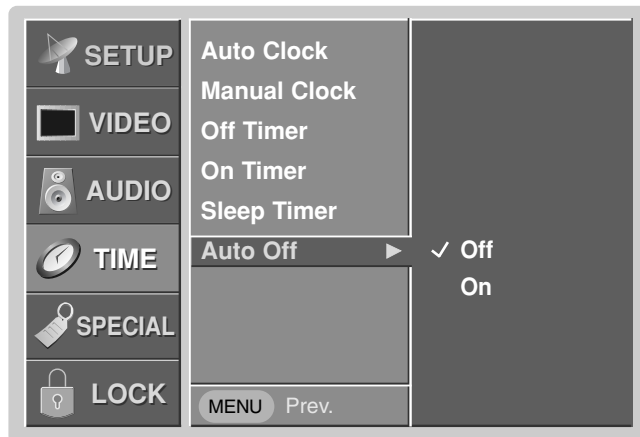 SETUP
VIDEO
AUDIO
TIME
SPECIAL
LOCK
Auto Clock
Manual Clock
Off Timer
On Timer
Sleep Timer
Auto Off ►
MENU Prev.
✓ Off
On